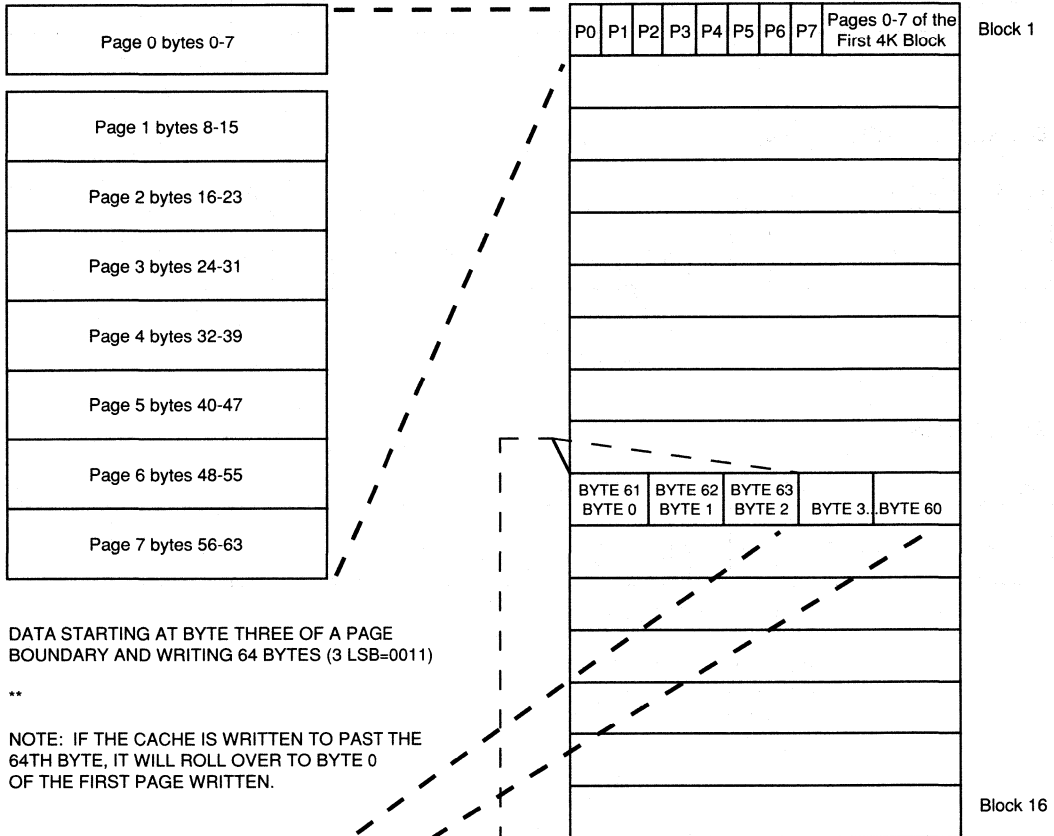 Page 0 bytes 0-7
Page 1 bytes 8-15
Page 2 bytes 16-23
Page 3 bytes 24-31
Page 4 bytes 32-39
Page 5 bytes 40-47
Page 6 bytes 48-55
Page 7 bytes 56-63
DATA STARTING AT BYTE THREE OF A PAGE
BOUNDARY AND WRITING 64 BYTES (3 LSB=0011)
**
NOTE: IF THE CACHE IS WRITTEN TO PAST THE
64TH BYTE, IT WILL ROLL OVER TO BYTE 0
OF THE FIRST PAGE WRITTEN.
P0 P1 P2 P3 P4 P5 P6 P7
Pages 0-7 of the
First 4K Block
Block 1
BYTE 61 BYTE 62 BYTE 63
BYTE 0 BYTE 1 BYTE 2 BYTE 3...BYTE 60
Block 16